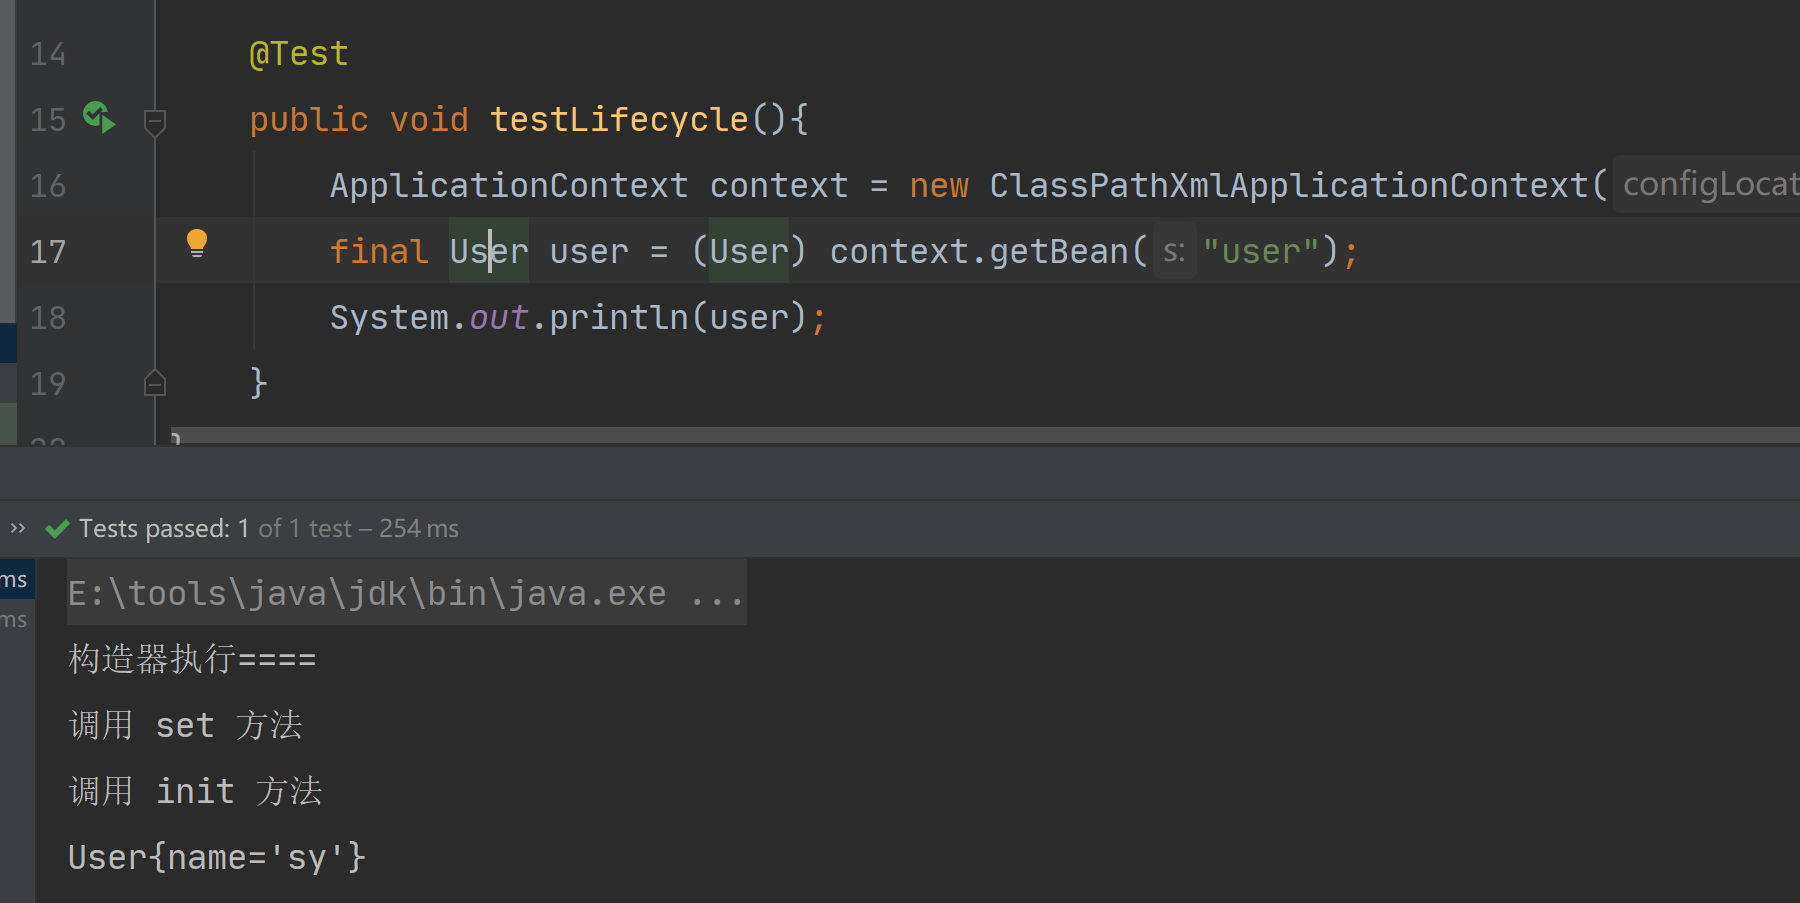 14 @Test
15 public void testLifecycle(){
16 ApplicationContext context = new ClassPathXmlApplicationContext( configLocat
17 final User user = (User) context.getBean( s: "user");
18 System.out.println(user);
19 }
}
>> Tests passed: 1 of 1 test – 254 ms
ms E:\tools\java\jdk\bin\java.exe ...
ms
构造器执行====
调用 set 方法
调用 init 方法
User{name='sy'}